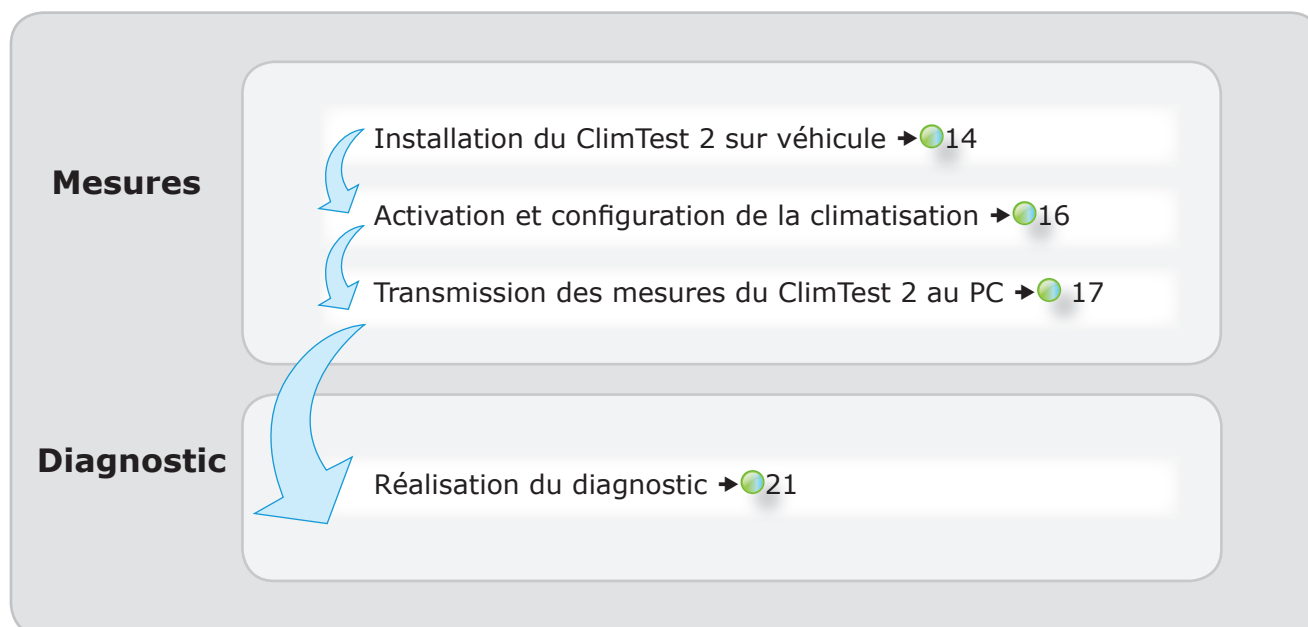 Mesures
Installation du ClimTest 2 sur véhicule ➔14
Activation et configuration de la climatisation ➔16
Transmission des mesures du ClimTest 2 au PC ➔ 17
Diagnostic
Réalisation du diagnostic ➔21